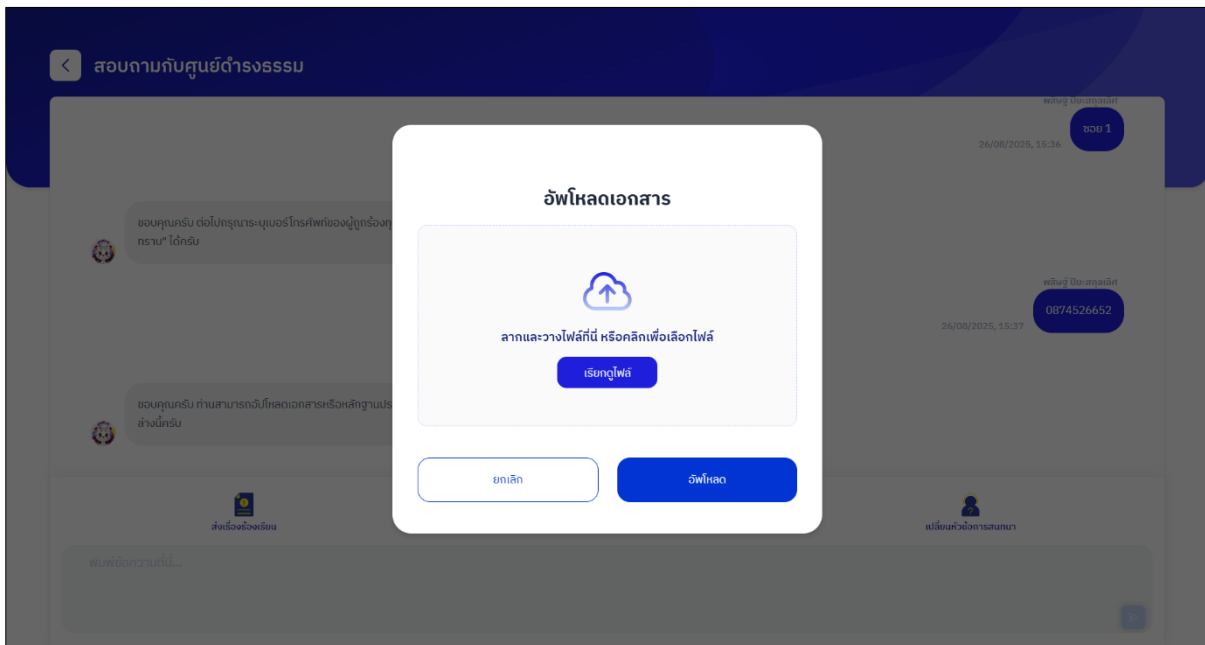 สอบถามกับศูนย์ดำรงธรรม
ซอย 1
26/08/2025, 15:36
ขอบคุณครับ ต่อไปกรุณาระบุเบอร์โทรศัพท์ของผู้ถูกร้อง
ทราบ" ได้ครับ
0874526652
26/08/2025, 15:37
ขอบคุณครับ ท่านสามารถอัปโหลดเอกสารหรือหลักฐาน
ล่างนี้ครับ
อัพโหลดเอกสาร
ลากและวางไฟล์ที่นี่ หรือคลิกเพื่อเลือกไฟล์
เรียกดูไฟล์
ยกเลิก
อัพโหลด
ส่งเรื่องร้องเรียน
เปลี่ยนหัวข้อการสนทนา
พิมพ์ข้อความที่นี่...